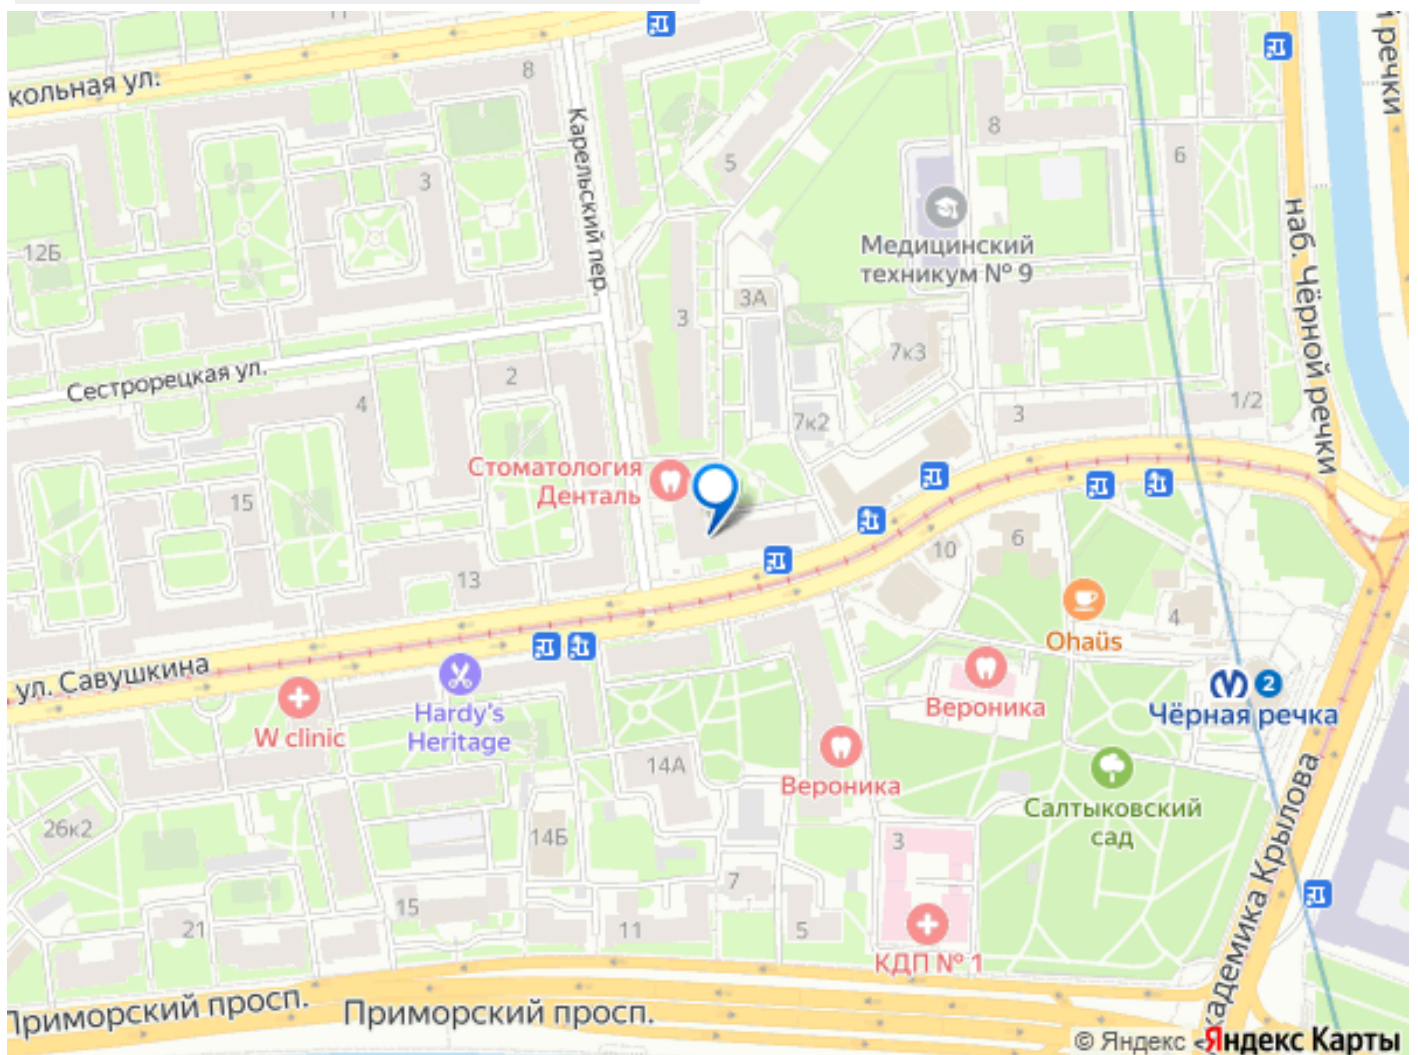 11
8
кольная ул.
й речки
Карельский пер.
8
5
6
3
Медицинский
техникум № 9
наб. Чёрной речки
12Б
3А
3
7к3
Сестрорецкая ул.
2
4
1/2
3
7к2
Стоматология
Денталь
15
6
10
13
Ohaüs
4
ул. Савушкина
2
Вероника
Чёрная речка
Hardy's
Heritage
W clinic
14А
Вероника
Салтыковский
сад
26к2
14Б
3
Академика Крылова
7
15
21
11
5
КДП № 1
Приморский просп.
Приморский просп.
© Яндекс
Яндекс Карты